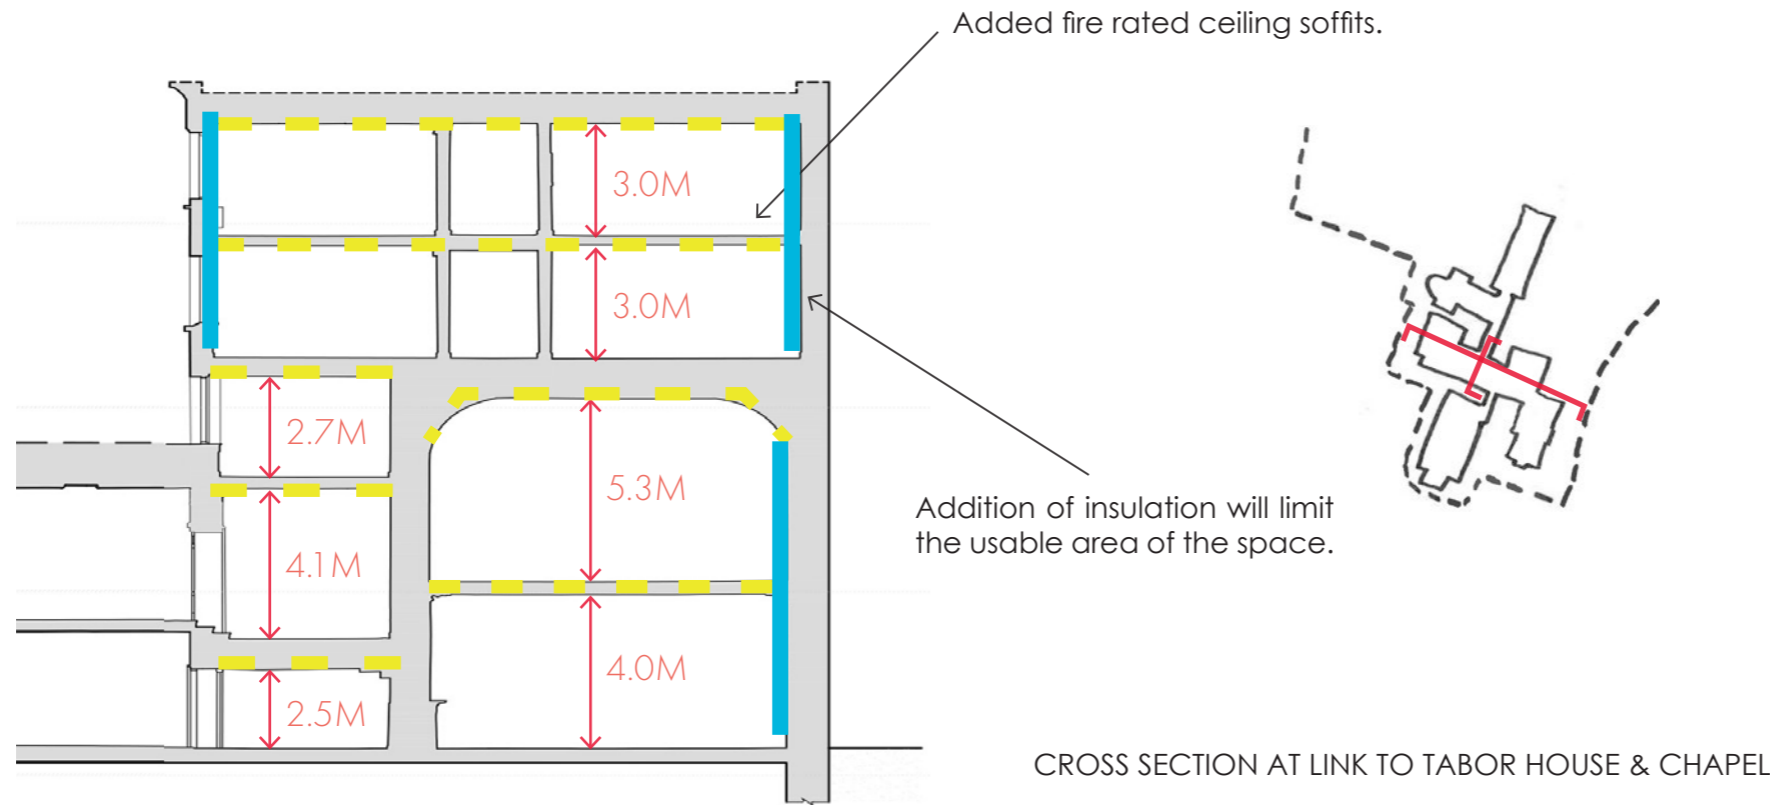 Added fire rated ceiling soffits.
3.0M
3.0M
2.7M
5.3M
Addition of insulation will limit
the usable area of the space.
4.1M
4.0M
2.5M
CROSS SECTION AT LINK TO TABOR HOUSE & CHAPEL